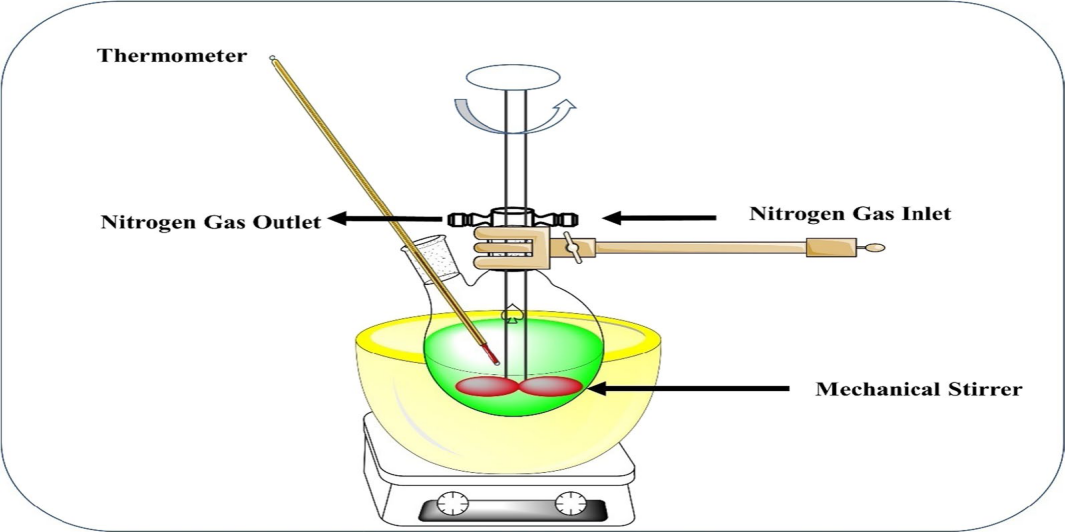 Thermometer
Nitrogen Gas Outlet
Nitrogen Gas Inlet
Mechanical Stirrer